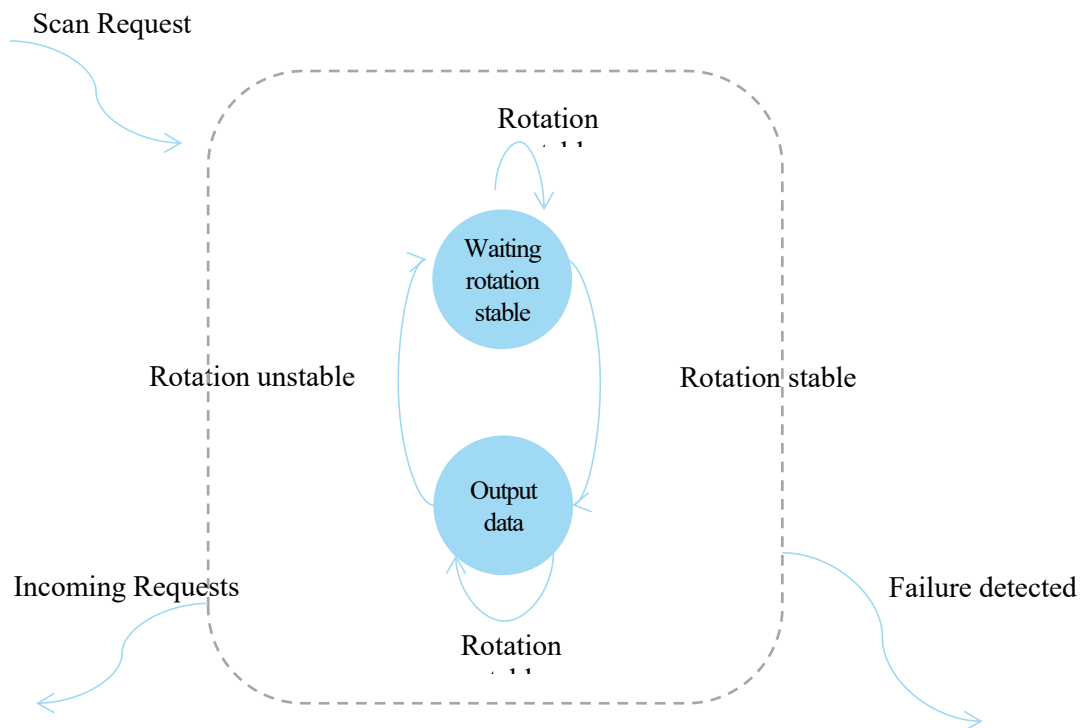 Scan Request
Rotation
Waiting
rotation
stable
Rotation unstable
Rotation stable
Output
data
Incoming Requests
Failure detected
Rotation